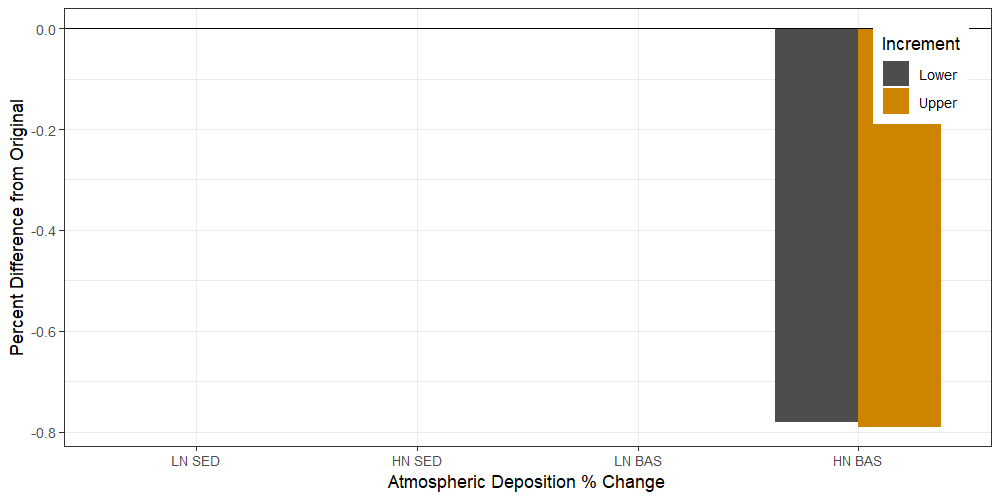 Increment
Lower
Upper
0.0
-0.2
-0.4
-0.6
-0.8
Percent Difference from Original
LN SED
HN SED
LN BAS
HN BAS
Atmospheric Deposition % Change